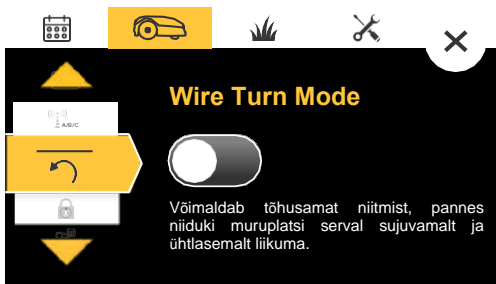 A/B/C
Wire Turn Mode
Võimaldab tõhusamat niitmist, pannes
niiduki muruplatsi serval sujuvamalt ja
ühtlasemalt liikuma.